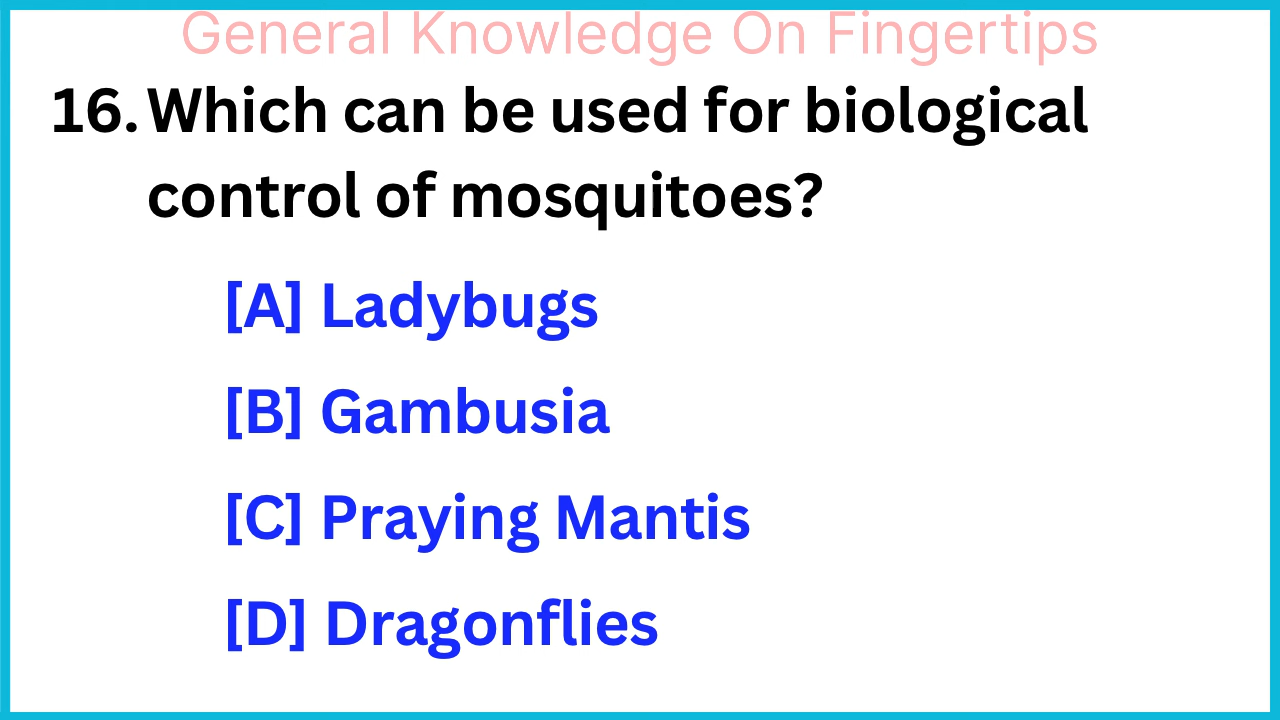 General Knowledge On Fingertips
16. Which can be used for biological
control of mosquitoes?
[A] Ladybugs
[B] Gambusia
[C] Praying Mantis
[D] Dragonflies